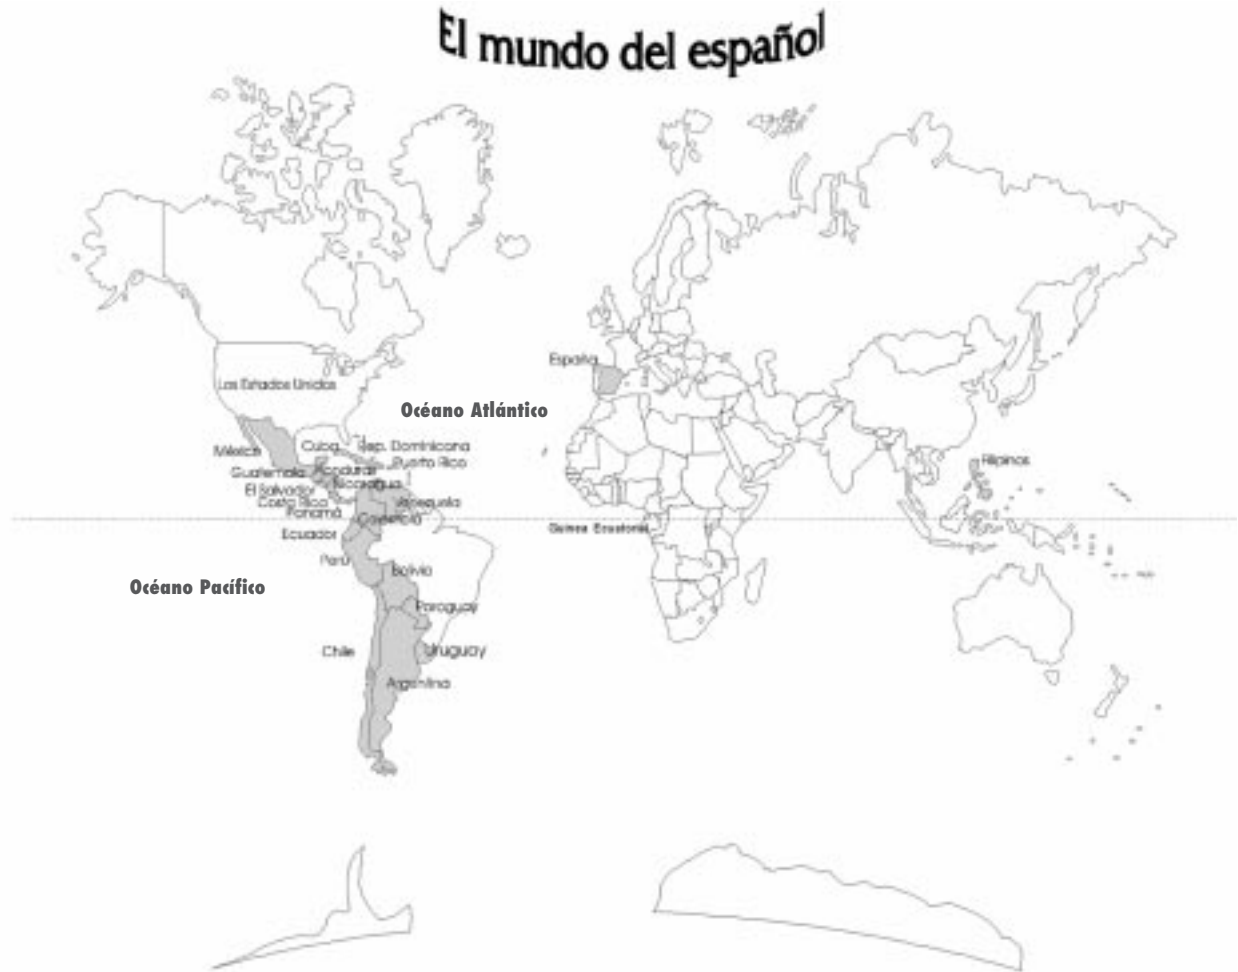 El mundo del español
España
Los Estados Unidos
Océano Atlántico
México
Cuba
Rep. Dominicana
Puerto Rico
Guatemala
Honduras
Filipinas
El Salvador
Nicaragua
Costa Rica
Venezuela
Panamá
Colombia
Ecuador
Guinea Ecuatorial
Perú
Bolivia
Océano Pacífico
Paraguay
Chile
Uruguay
Argentina